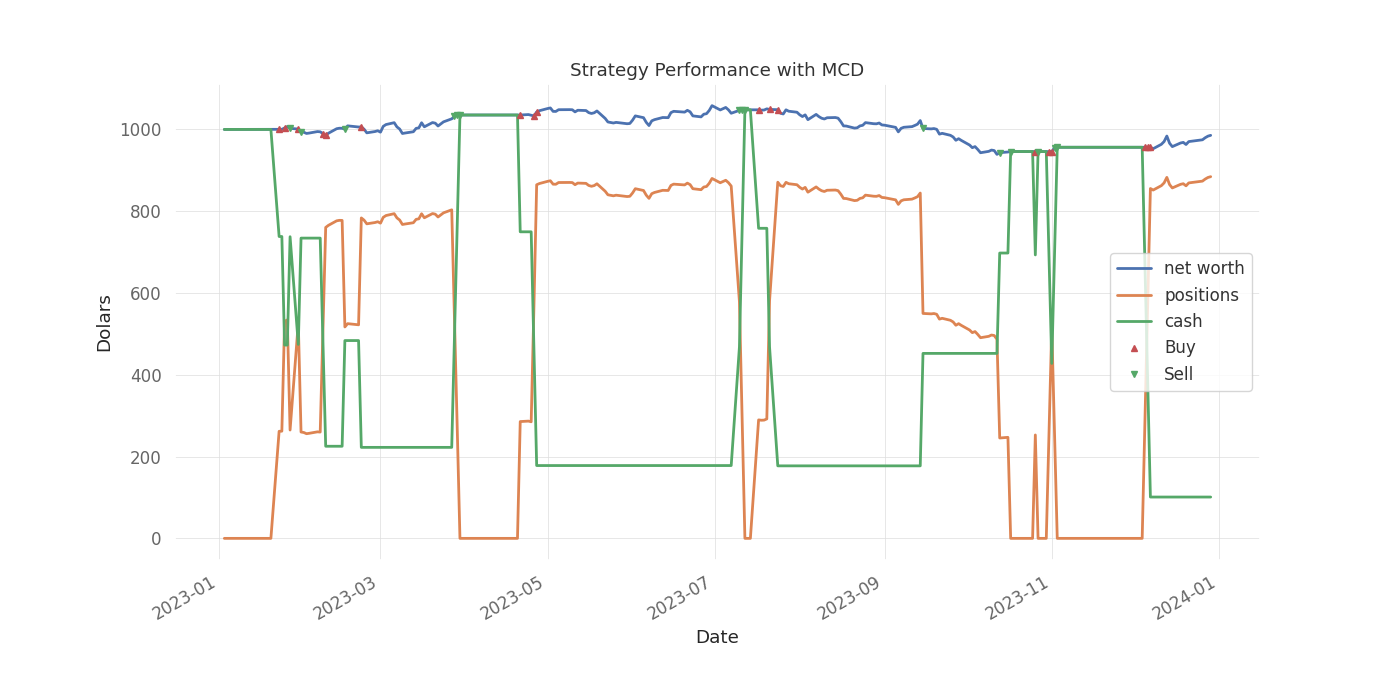 Strategy Performance with MCD
1000
800
600
400
200
0
Dolars
net worth
positions
cash
Buy
Sell
2023-01
2023-03
2023-05
2023-07
2023-09
2023-11
2024-01
Date